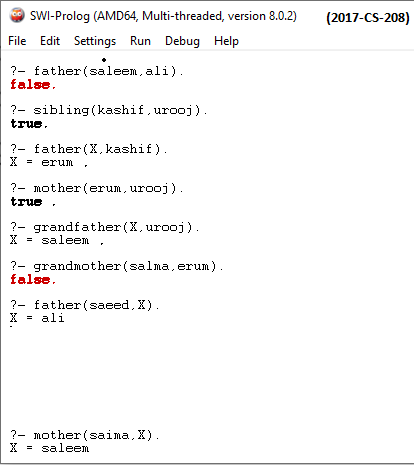 SWI-Prolog (AMD64, Multi-threaded, version 8.0.2) (2017-CS-208)
File Edit Settings Run Debug Help
?- father(saleem,ali).
false.
?- sibling(kashif,urooj).
true.
?- father(X,kashif).
X = erum ,
?- mother(erum,urooj).
true ,
?- grandfather(X,urooj).
X = saleem ,
?- grandmother(salma,erum).
false.
?- father(saeed,X).
X = ali
?- mother(saima,X).
X = saleem